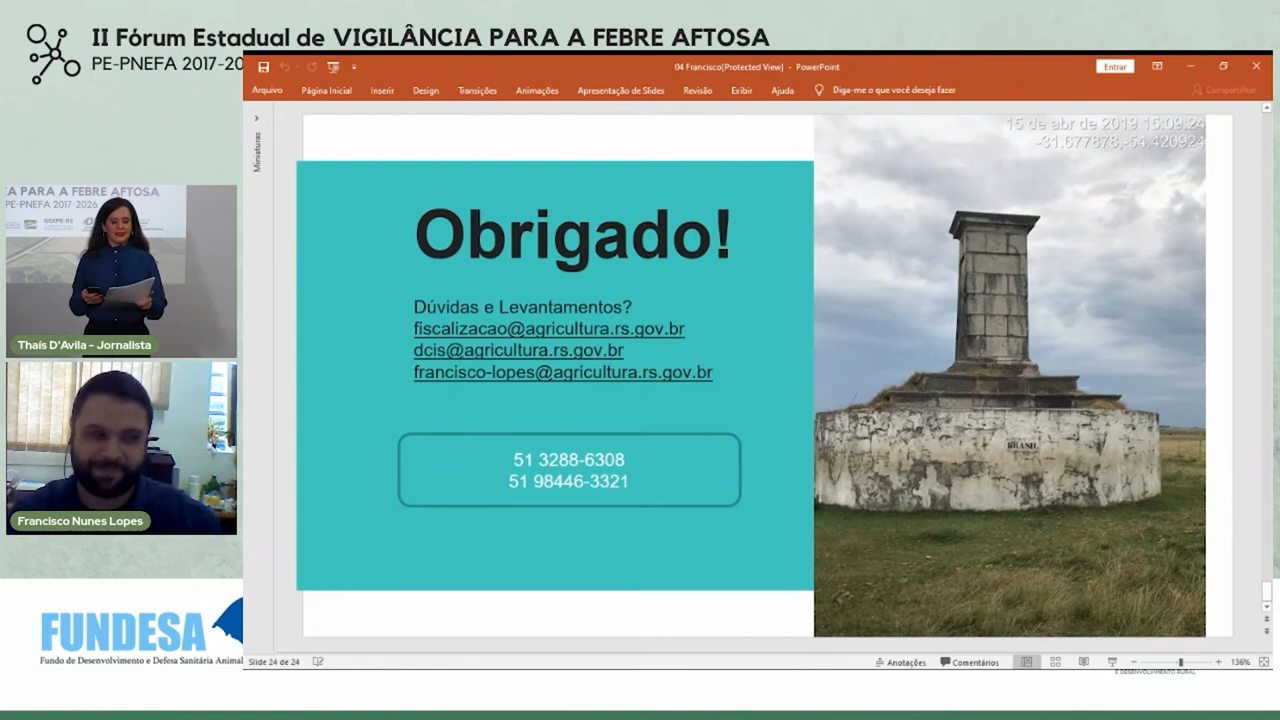 II Fórum Estadual de VIGILÂNCIA PARA A FEBRE AFTOSA
PE-PNEFA 2017-20
04 Francisco[Protected View] - PowerPoint
Entrar
Arquivo Página Inicial Inserir Design Transições Animações Apresentação de Slides Revisão Exibir Ajuda Diga-me o que você deseja fazer Compartilhar
Miniaturas
15 de abr de 2019 15:09:24
-31.677878,-54.420924
Obrigado!
Dúvidas e Levantamentos?
fiscalizacao@agricultura.rs.gov.br
dcis@agricultura.rs.gov.br
francisco-lopes@agricultura.rs.gov.br
51 3288-6308
51 98446-3321
BRASIL
IA PARA A FEBRE AFTOSA
PE-PNEFA 2017-2026
GGEPE-RS
Thaís D'Avila - Jornalista
Francisco Nunes Lopes
FUNDESA
Fundo de Desenvolvimento e Defesa Sanitária Animal
Slide 24 de 24
Anotações Comentários 136%
E DESENVOLVIMENTO RURAL